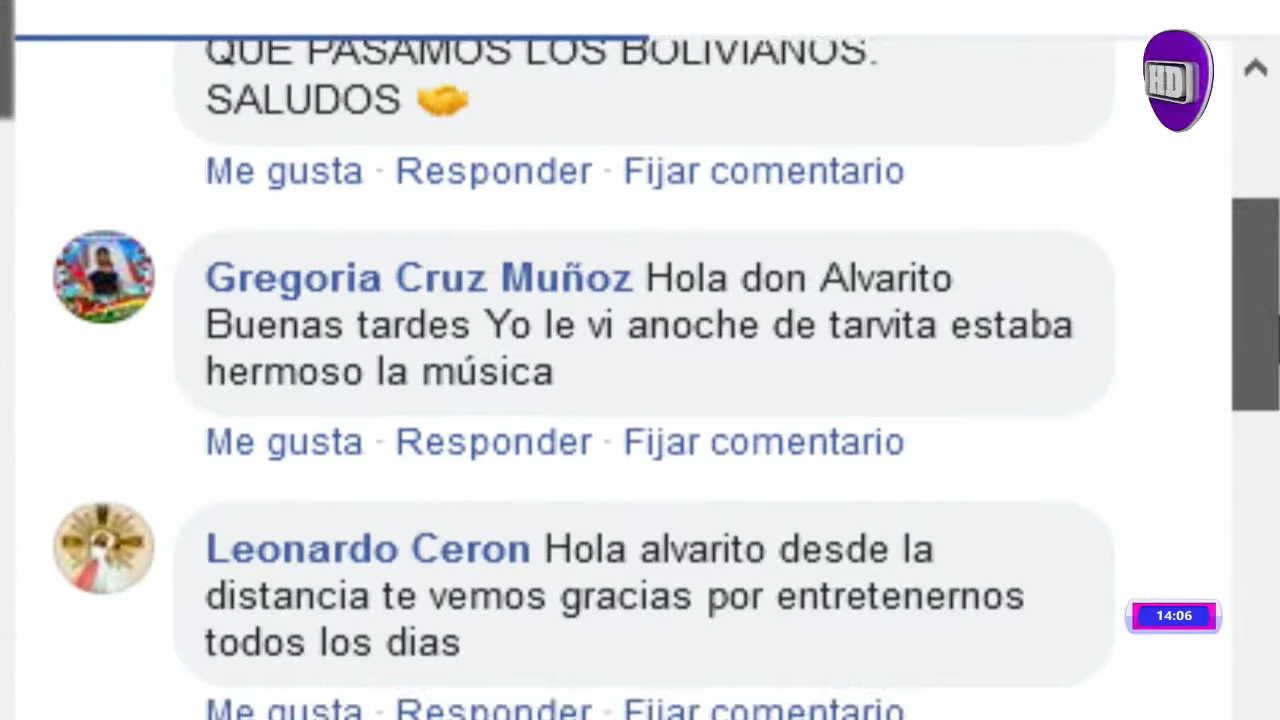 QUE PASAMOS LOS BOLIVIANOS.
SALUDOS 🤝
Me gusta · Responder · Fijar comentario
Gregoria Cruz Muñoz Hola don Alvarito
Buenas tardes Yo le vi anoche de tarvita estaba
hermoso la música
Me gusta · Responder · Fijar comentario
Leonardo Ceron Hola alvarito desde la
distancia te vemos gracias por entretenernos
todos los dias
Me gusta · Responder · Fijar comentario
HD
14:06